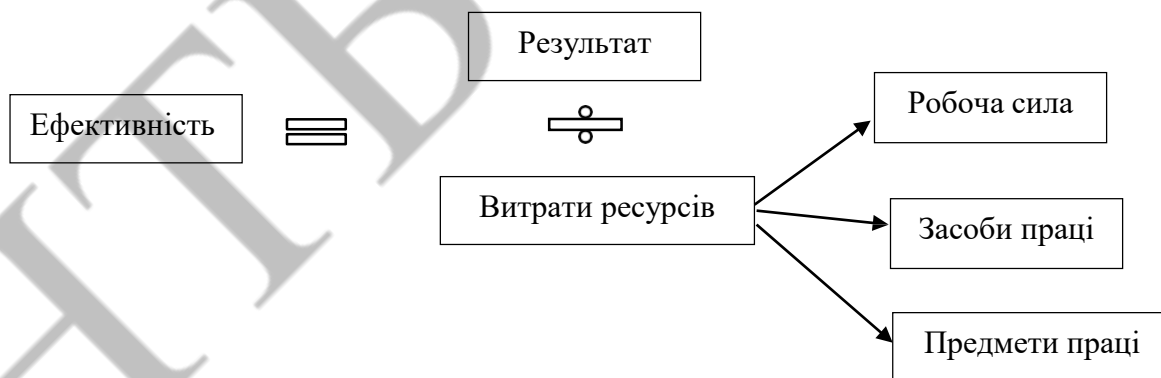 Результат
Робоча сила
Ефективність
Витрати ресурсів
Засоби праці
Предмети праці